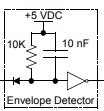 +5 VDC
10K
10 nF
Envelope Detector